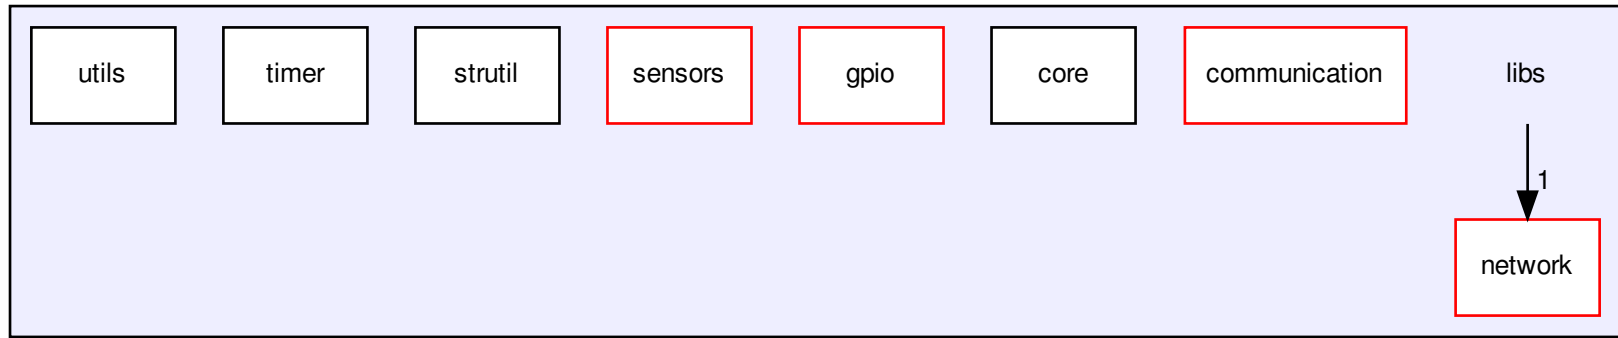 utils
timer
strutil
sensors
gpio
core
communication
libs
1
network